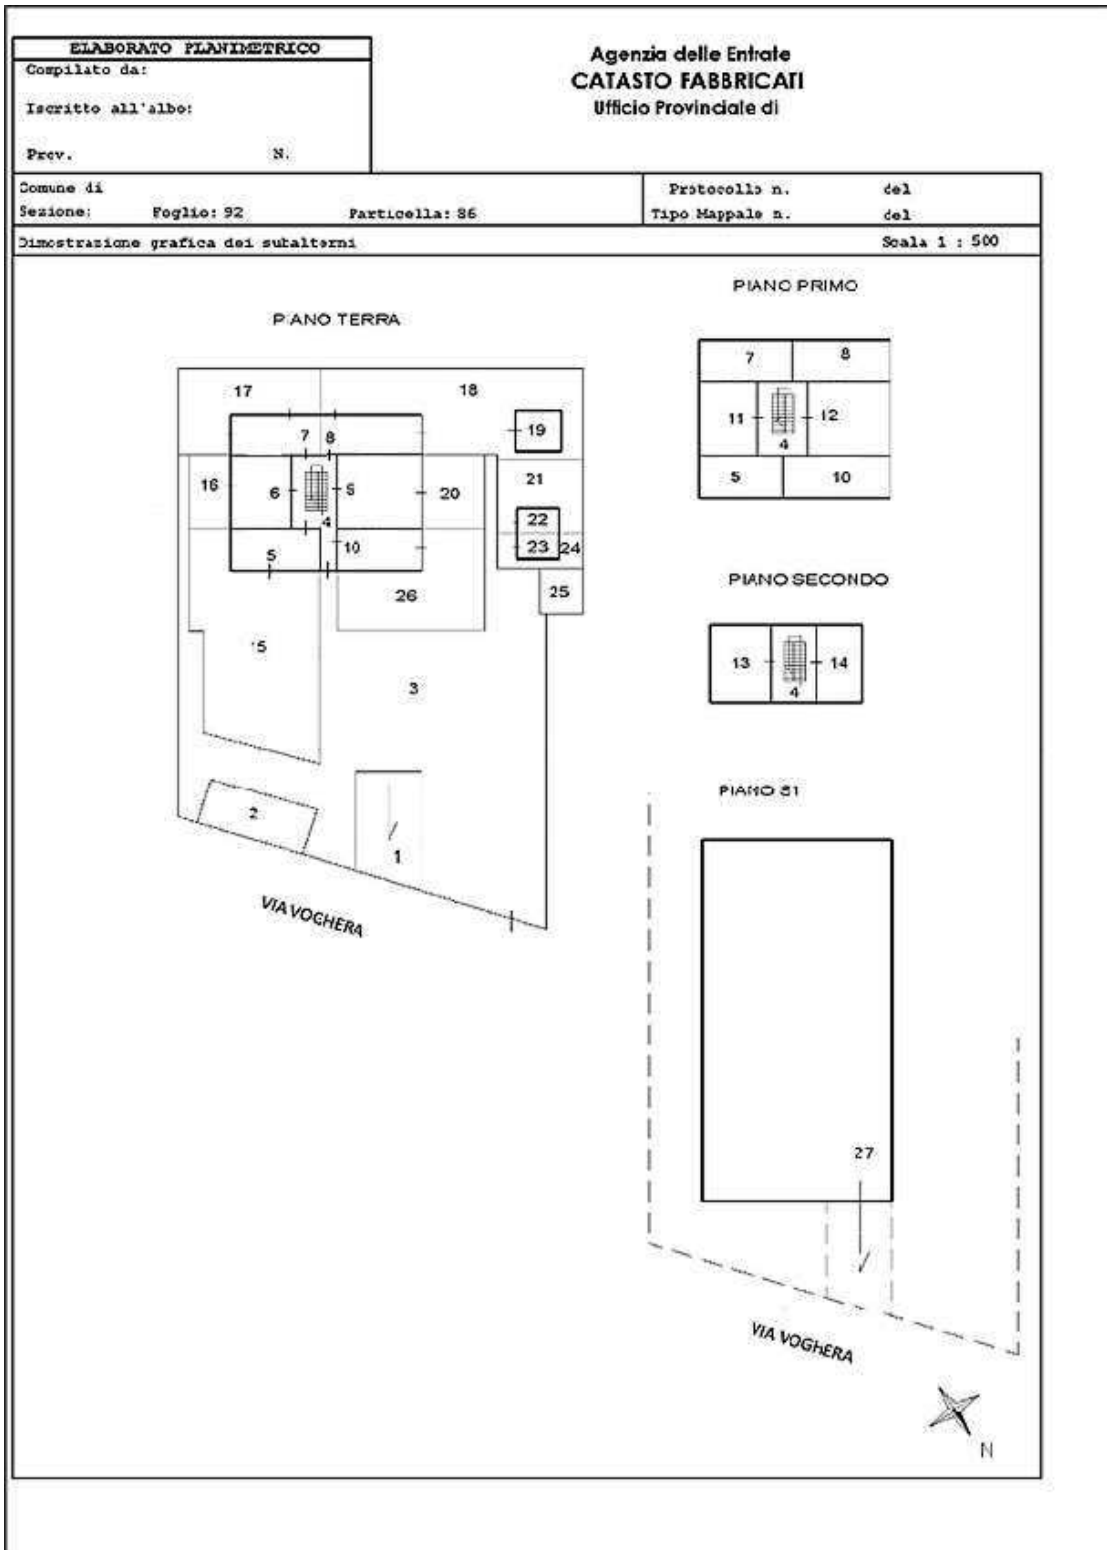 ELABORATO PLANIMETRICO
Compilato da:
Iscritto all'albo:
Prov. N.
Agenzia delle Entrate
CATASTO FABBRICATI
Ufficio Provinciale di
Comune di
Sezione: Foglio: 92 Particella: 86
Protocollo n. del
Tipo Mappale n. del
Dimostrazione grafica dei subalterni
Scala 1 : 500
PIANO TERRA
17 18
19
7 8
16 6 4 20
21
22
23 24
5 10
25
26
15
3
2
1
VIA VOGHERA
PIANO PRIMO
7 8
11 12
4
5 10
PIANO SECONDO
13 14
4
PIANO S1
27
VIA VOGHERA
N